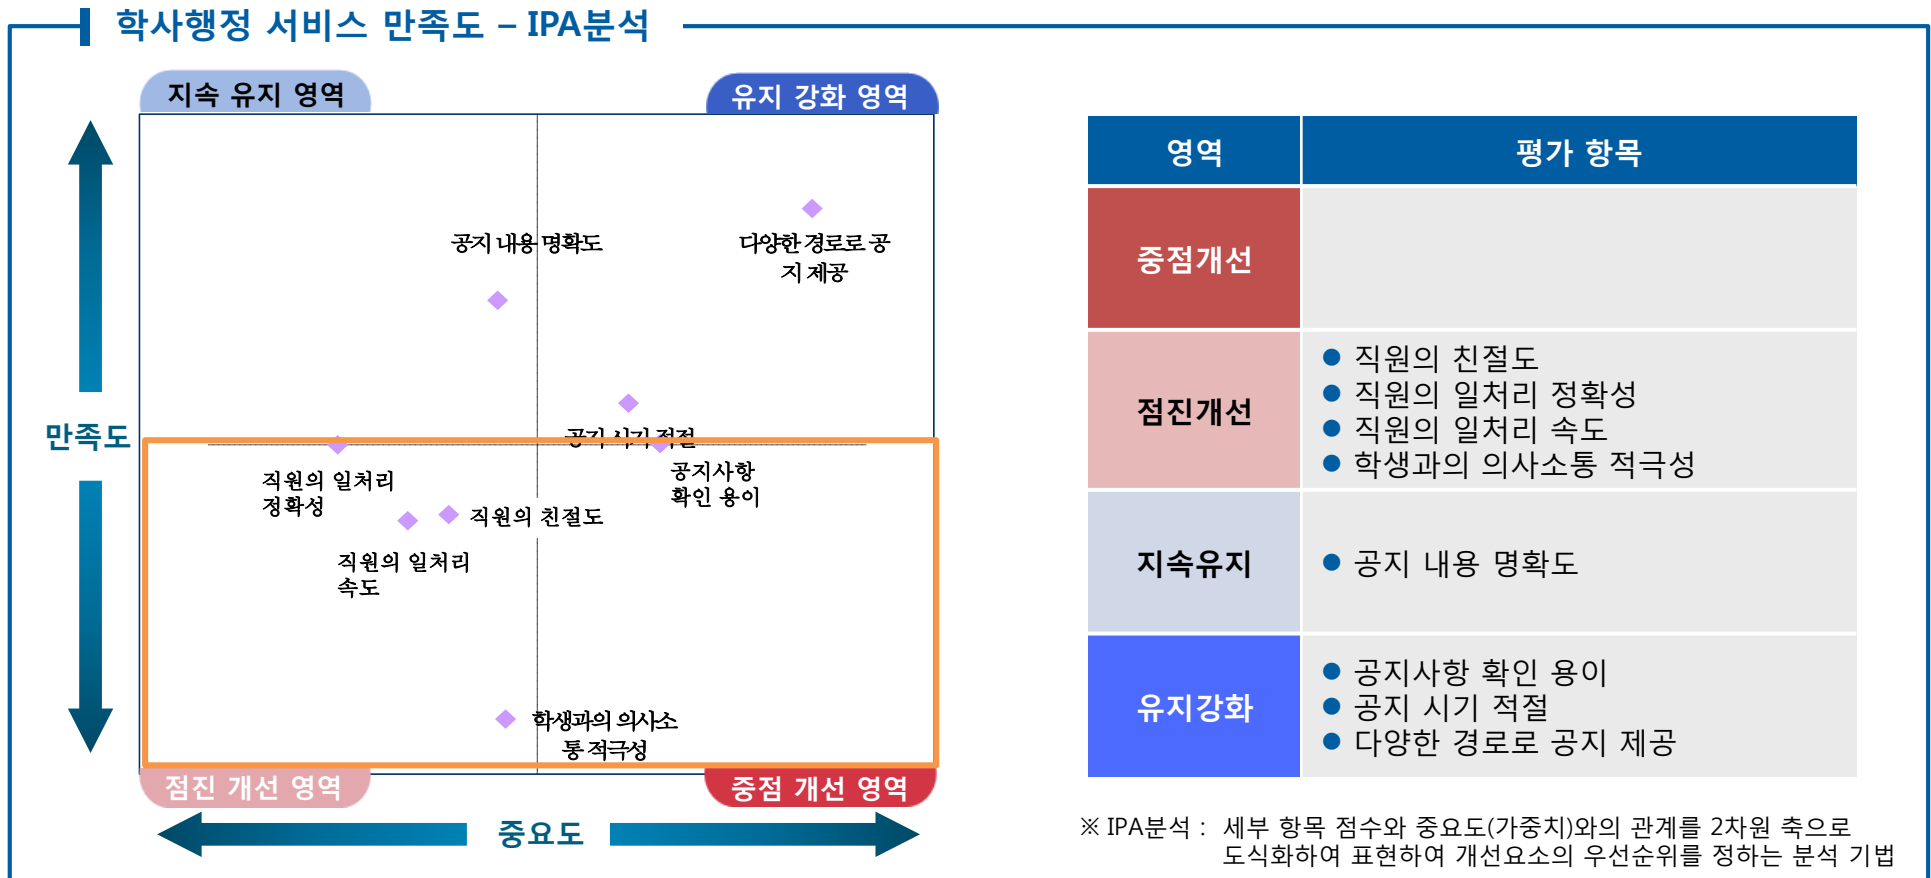 학사행정 서비스 만족도 – IPA분석
지속 유지 영역
유지 강화 영역
공지 내용 명확도
다양한 경로로 공
지 제공
만족도
공지 시기 적절
공지사항
확인 용이
직원의 일처리
정확성
직원의 친절도
직원의 일처리
속도
학생과의 의사소
통 적극성
점진 개선 영역
중점 개선 영역
중요도
영역
평가 항목
중점개선
점진개선
● 직원의 친절도
● 직원의 일처리 정확성
● 직원의 일처리 속도
● 학생과의 의사소통 적극성
지속유지
● 공지 내용 명확도
유지강화
● 공지사항 확인 용이
● 공지 시기 적절
● 다양한 경로로 공지 제공
※ IPA분석 : 세부 항목 점수와 중요도(가중치)와의 관계를 2차원 축으로
도식화하여 표현하여 개선요소의 우선순위를 정하는 분석 기법